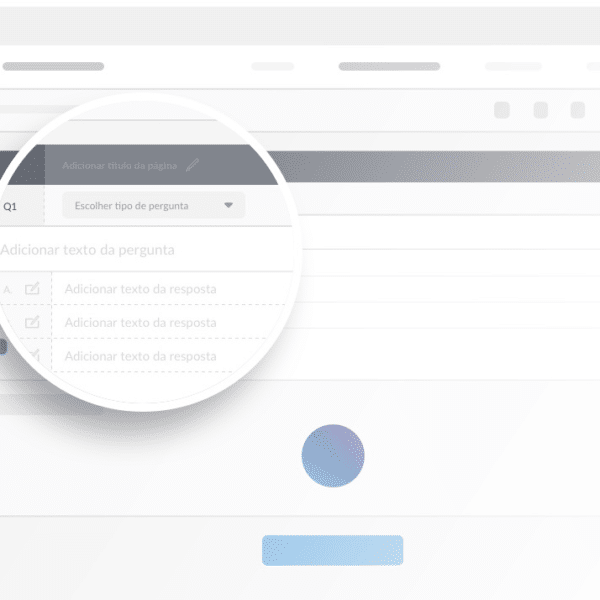 Adicionar título da página
Q1
Escolher tipo de pergunta
Adicionar texto da pergunta
A. Adicionar texto da resposta
Adicionar texto da resposta
Adicionar texto da resposta